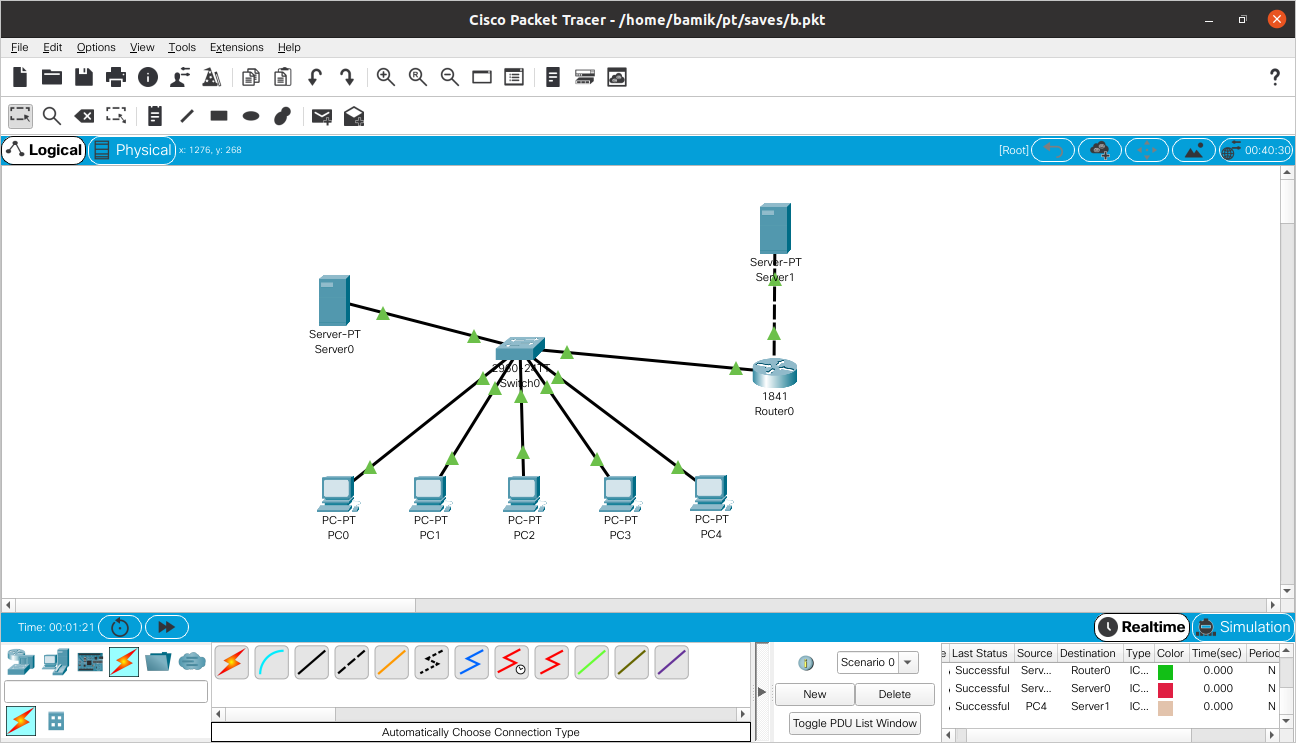 Cisco Packet Tracer - /home/bamik/pt/saves/b.pkt
File Edit Options View Tools Extensions Help
?
Logical Physical x: 1276, y: 268 [Root] 00:40:30
Server-PT
Server1
Server-PT
Server0
2960-24TT
Switch0
1841
Router0
PC-PT
PC0
PC-PT
PC1
PC-PT
PC2
PC-PT
PC3
PC-PT
PC4
Time: 00:01:21 Realtime Simulation
Scenario 0
New Delete
Toggle PDU List Window
Automatically Choose Connection Type
e Last Status Source Destination Type Color Time(sec) Period
Successful Serv... Router0 IC... 0.000 N
Successful Serv... Server0 IC... 0.000 N
Successful PC4 Server1 IC... 0.000 N